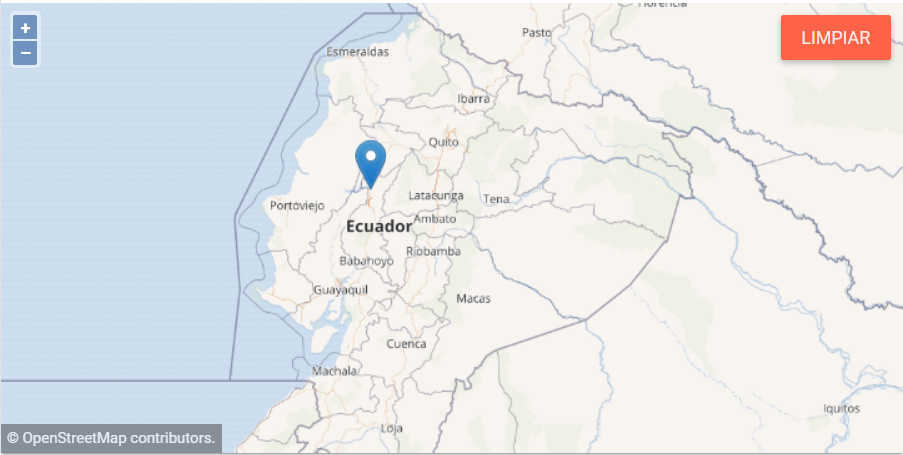 Florencia
+
−
LIMPIAR
Pasto
Esmeraldas
Ibarra
Quito
Latacunga
Tena
Portoviejo
Ambato
Ecuador
Riobamba
Babahoyo
Guayaquil
Macas
Cuenca
Machala
Iquitos
Loja
© OpenStreetMap contributors.